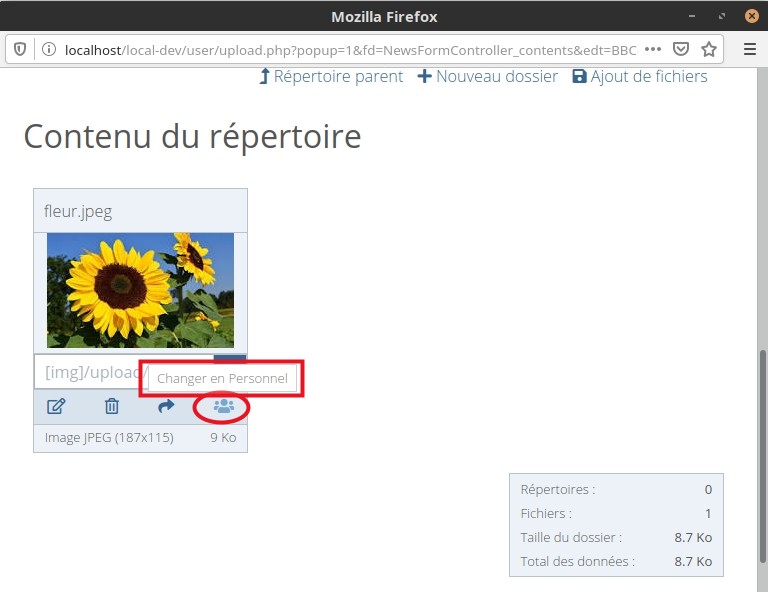 Mozilla Firefox
localhost/local-dev/user/upload.php?popup=1&fd=NewsFormController_contents&edt=BBC
Répertoire parent Nouveau dossier Ajout de fichiers
Contenu du répertoire
fleur.jpeg
[img]/upload/
Changer en Personnel
Image JPEG (187x115) 9 Ko
Répertoires : 0
Fichiers : 1
Taille du dossier : 8.7 Ko
Total des données : 8.7 Ko